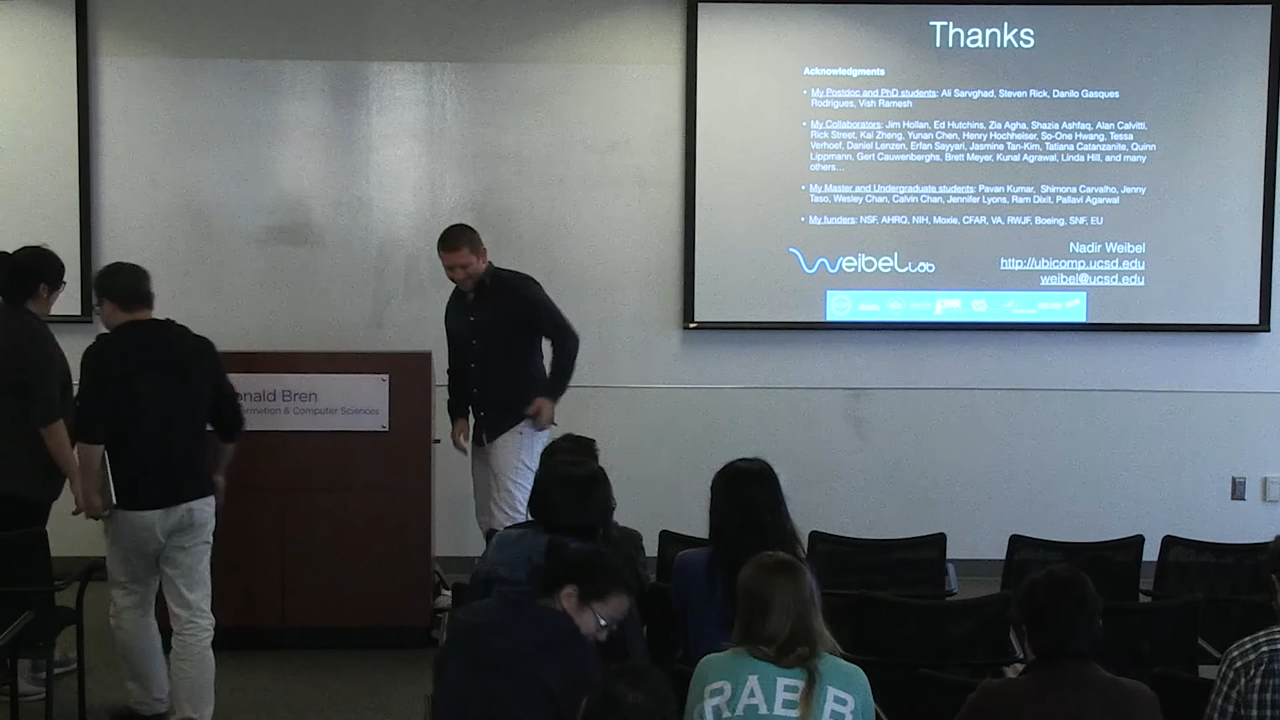 Thanks
Acknowledgments
• My Postdoc and PhD students: Ali Sarvghad, Steven Rick, Danilo Gasques
Rodrigues, Vish Ramesh
• My Collaborators: Jim Hollan, Ed Hutchins, Zia Agha, Shazia Ashfaq, Alan Calvitti,
Rick Street, Kai Zheng, Yunan Chen, Henry Hochheiser, So-One Hwang, Tessa
Verhoef, Daniel Lenzen, Erfan Sayyari, Jasmine Tan-Kim, Tatiana Catanzanite, Quinn
Lippmann, Gert Cauwenberghs, Brett Meyer, Kunal Agrawal, Linda Hill, and many
others…
• My Master and Undergraduate students: Pavan Kumar, Shimona Carvalho, Jenny
Taso, Wesley Chan, Calvin Chan, Jennifer Lyons, Ram Dixit, Pallavi Agarwal
• My funders: NSF, AHRQ, NIH, Moxie, CFAR, VA, RWJF, Boeing, SNF, EU
Nadir Weibel
Weibel Lab
http://ubicomp.ucsd.edu
weibel@ucsd.edu
onald Bren
ormation & Computer Sciences
RABB